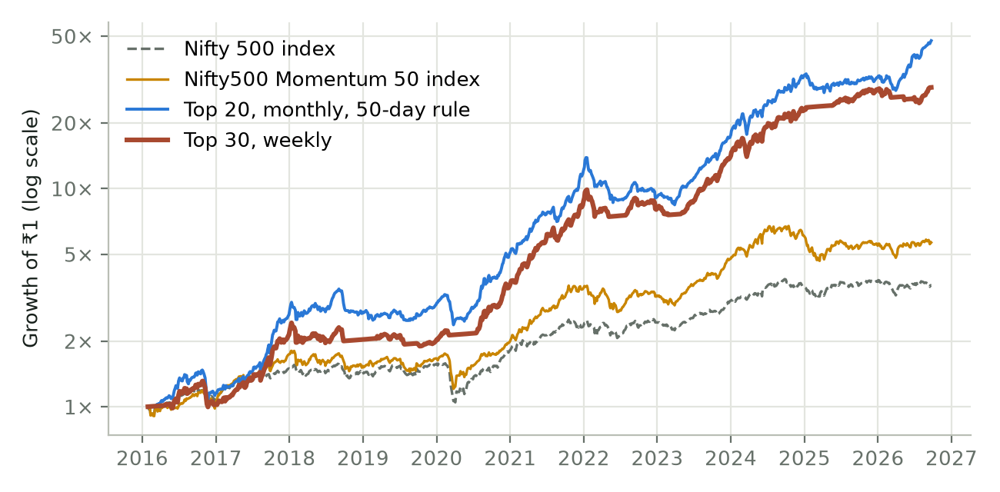 50×
20×
10×
5×
2×
1×
Growth of ₹1 (log scale)
Nifty 500 index
Nifty500 Momentum 50 index
Top 20, monthly, 50-day rule
Top 30, weekly
2016 2017 2018 2019 2020 2021 2022 2023 2024 2025 2026 2027